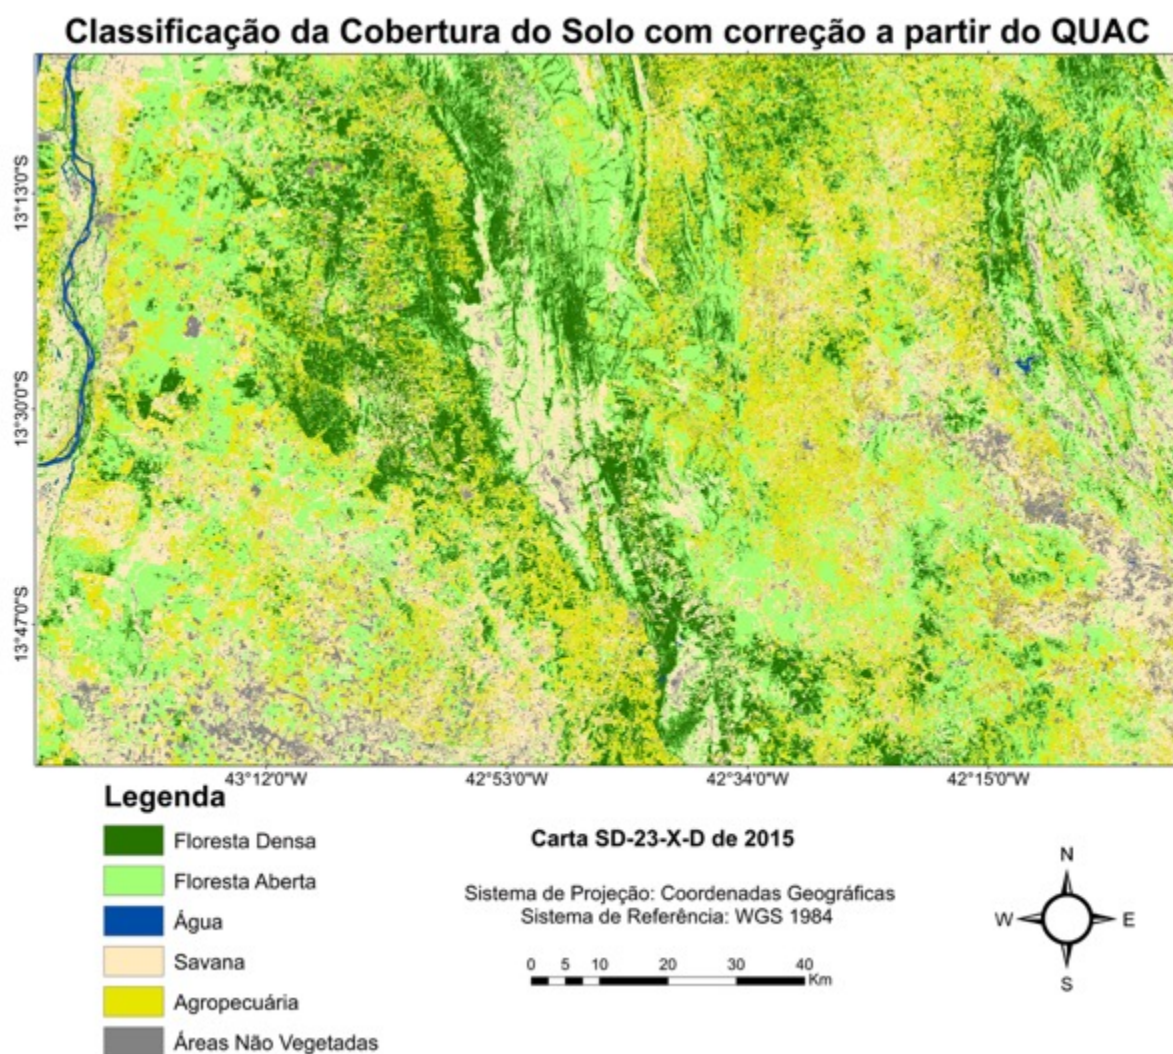 Classificação da Cobertura do Solo com correção a partir do QUAC
13°13'0"S
13°30'0"S
13°47'0"S
43°12'0"W
42°53'0"W
42°34'0"W
42°15'0"W
Legenda
Floresta Densa
Floresta Aberta
Água
Savana
Agropecuária
Áreas Não Vegetadas
Carta SD-23-X-D de 2015
Sistema de Projeção: Coordenadas Geográficas
Sistema de Referência: WGS 1984
0 5 10 20 30 40
Km
N
W E
S